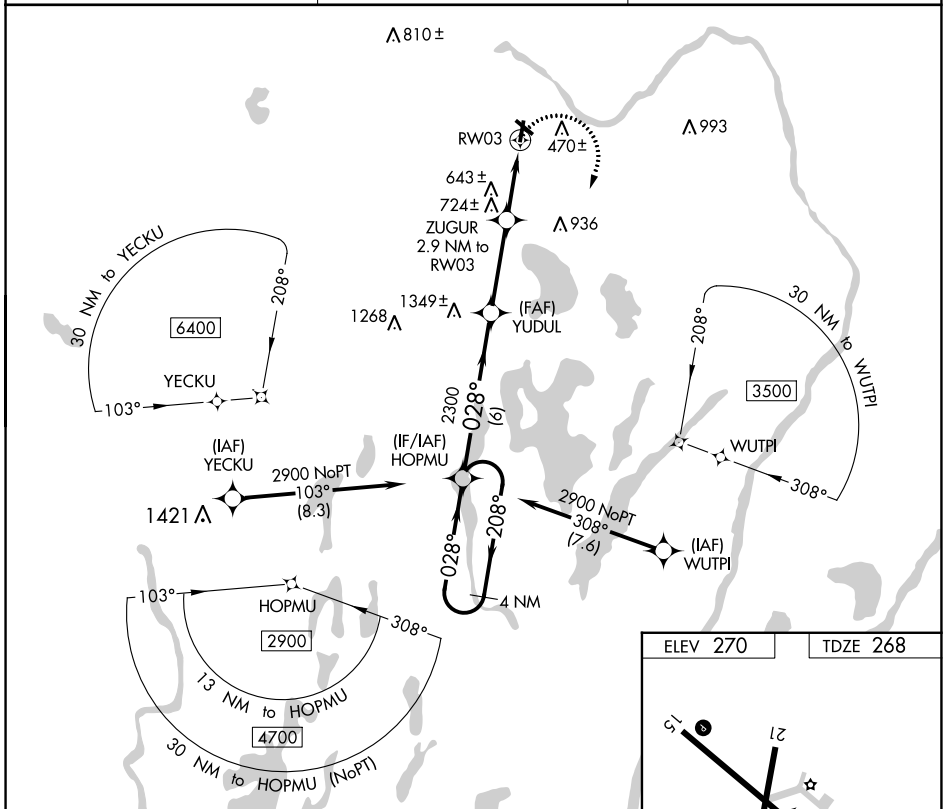 810±
RW03
470±
993
643±
724±
ZUGUR
2.9 NM to
RW03
936
30 NM to YECKU
208°
6400
YECKU
103°
1349±
1268
(FAF)
YUDUL
208°
30 NM to WUTPI
3500
WUTPI
308°
2300
028°
(6)
(IF/IAF)
HOPMU
(IAF)
YECKU
2900 NoPT
103°
(8.3)
1421
2900 NoPT
308°
(7.6)
(IAF)
WUTPI
028°
208°
4 NM
103°
HOPMU
308°
2900
13 NM to HOPMU
4700
30 NM to HOPMU (NoPT)
ELEV 270
TDZE 268
15
P
21